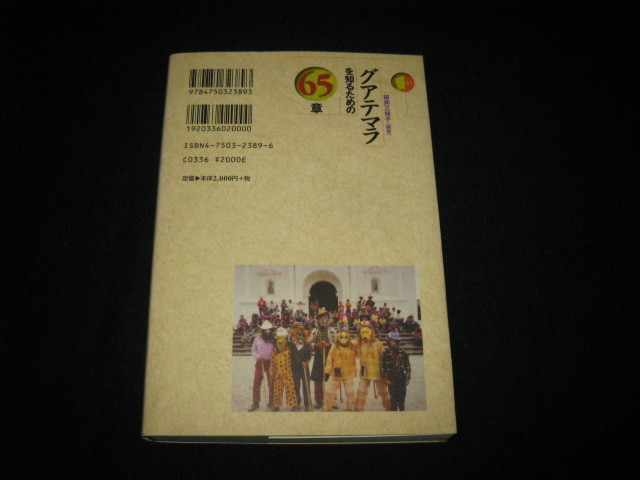 9784750323893
1920336020000
ISBN4-7503-2389-6
C0336 ¥2000E
定価▶本体2,000円+税
グアテマラ
を知るための
65
章
桜井三枝子=編著